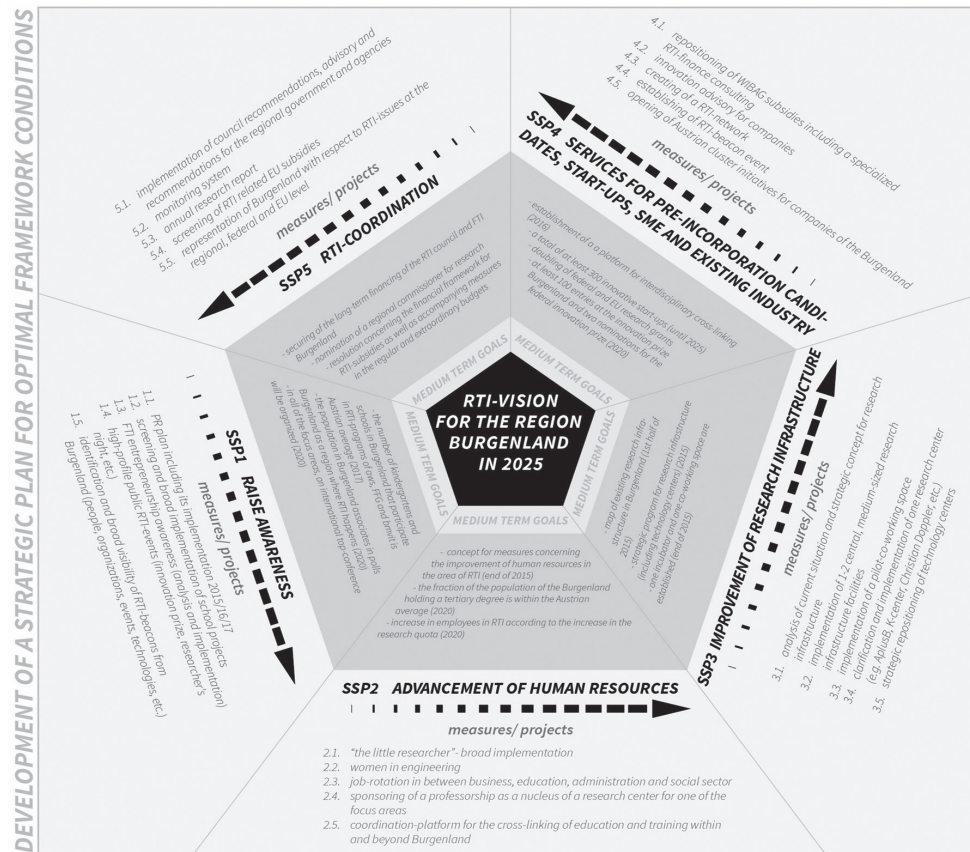 DEVELOPMENT OF A STRATEGIC PLAN FOR OPTIMAL FRAMEWORK CONDITIONS
RTI-VISION
FOR THE REGION
BURGENLAND
IN 2025
MEDIUM TERM GOALS
MEDIUM TERM GOALS
MEDIUM TERM GOALS
MEDIUM TERM GOALS
MEDIUM TERM GOALS
SSP1 RAISE AWARENESS
measures/ projects
1.1. PR plan including its implementation 2015/16/17
1.2. screening and broad implementation of school projects
1.3. FTI entrepreneurship awareness (analysis and implementation)
1.4. high-profile public RTI-events (innovation prize, researcher's
night, etc.)
1.5. identification and broad visibility of RTI-beacons from
Burgenland (people, organizations, events, technologies, etc.)
- the number of kindergartens and
schools in Burgenland that participate
in RTI-programs of aws, FFG and bmvit is
Austrian average (2017)
- the population of Burgenland associates in polls
Burgenland as a region where RTI happens (2020)
- in all of the focus areas, an international top-conference
will be organized (2020)
SSP2 ADVANCEMENT OF HUMAN RESOURCES
measures/ projects
2.1. "the little researcher"- broad implementation
2.2. women in engineering
2.3. job-rotation in between business, education, administration and social sector
2.4. sponsoring of a professorship as a nucleus of a research center for one of the
focus areas
2.5. coordination-platform for the cross-linking of education and training within
and beyond Burgenland
- concept for measures concerning
the improvement of human resources in
the area of RTI (end of 2015)
- the fraction of the population of the Burgenland
holding a tertiary degree is within the Austrian
average (2020)
- increase in employees in RTI according to the increase in the
research quota (2020)
SSP3 IMPROVEMENT OF RESEARCH INFRASTRUCTURE
measures/ projects
3.1. analysis of current situation and strategic concept for research
infrastructure
3.2. implementation of 1-2 central, medium-sized research
infrastructure facilities
3.3. implementation of a pilot-co-working space
3.4. clarification and implementation of one research center
(e.g. AplusB, K-center, Christian Doppler, etc.)
3.5. strategic repositioning of technology centers
- map of existing research infra-
structure in Burgenland (1st half of
2015)
- strategic program for research infrastructure
(including technology centers) (2015)
- one incubator and one co-working space are
established (end of 2015)
SSP4 SERVICES FOR PRE-INCORPORATION CANDI-
DATES, START-UPS, SME AND EXISTING INDUSTRY
measures/ projects
4.1. repositioning of WIBAG subsidies including a specialized
RTI-finance consulting
4.2. innovation advisory for companies
4.3. creating of a RTI-network
4.4. establishing of RTI-beacon event
4.5. opening of Austrian cluster initiatives for companies of the Burgenland
- establishment of a a platform for interdisciplinary cross-linking
(2016)
- a total of at least 300 innovative start-ups (until 2025)
- doubling of federal and EU research grants
- at least 100 entries at the innovation prize
Burgenland and two nominations for the
federal innovation prize (2020)
SSP5 RTI-COORDINATION
measures/ projects
5.1. implementation of council recommendations, advisory and
recommendations for the regional government and agencies
5.2. monitoring system
5.3. annual research report
5.4. screening of RTI related EU subsidies
5.5. representation of Burgenland with respect to RTI-issues at the
regional, federal and EU level
- securing of the long-term financing of the RTI council and FTI
Burgenland
- nomination of a regional commissioner for research
- resolution concerning the financial framework for
RTI-subsidies as well as accompanying measures
in the regular and extraordinary budgets